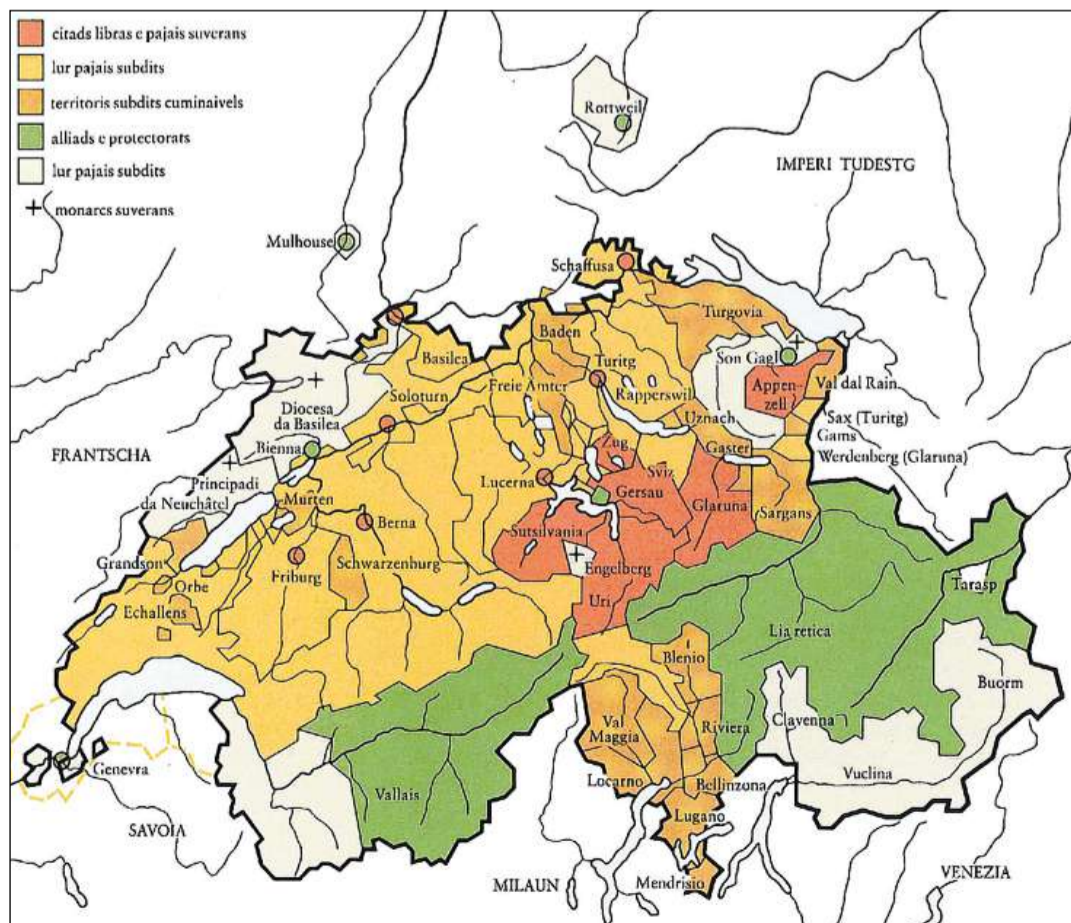 citads libras e pajais suverans
lur pajais subdits
territoris subdits cuminaivels
alliads e protectorats
lur pajais subdits
monarcs suverans
Rottweil
IMPERI TUDESTG
Mulhouse
Schaffusa
Turgovia
Baden
Basilea
Turitg
Son Gagl
Freie Ämter
Rapperswil
Appen-
zell
Val dal Rain
Soloturn
Diocesa
da Basilea
Uznach
Sax (Turitg)
Gams
Werdenberg (Glaruna)
Bienna
Zug
Gaster
FRANTSCHA
Principadi
da Neuchâtel
Lucerna
Sviz
Gersau
Glaruna
Sargans
Murten
Berna
Sutsilvania
Engelberg
Grandson
Orbe
Friburg
Schwarzenburg
Tarasp
Echallens
Uri
Lia retica
Blenio
Buorm
Val
Maggia
Riviera
Clavenna
Genevra
Vallais
Locarno
Bellinzona
Vuclina
Lugano
SAVOIA
MILAUN
Mendrisio
VENEZIA